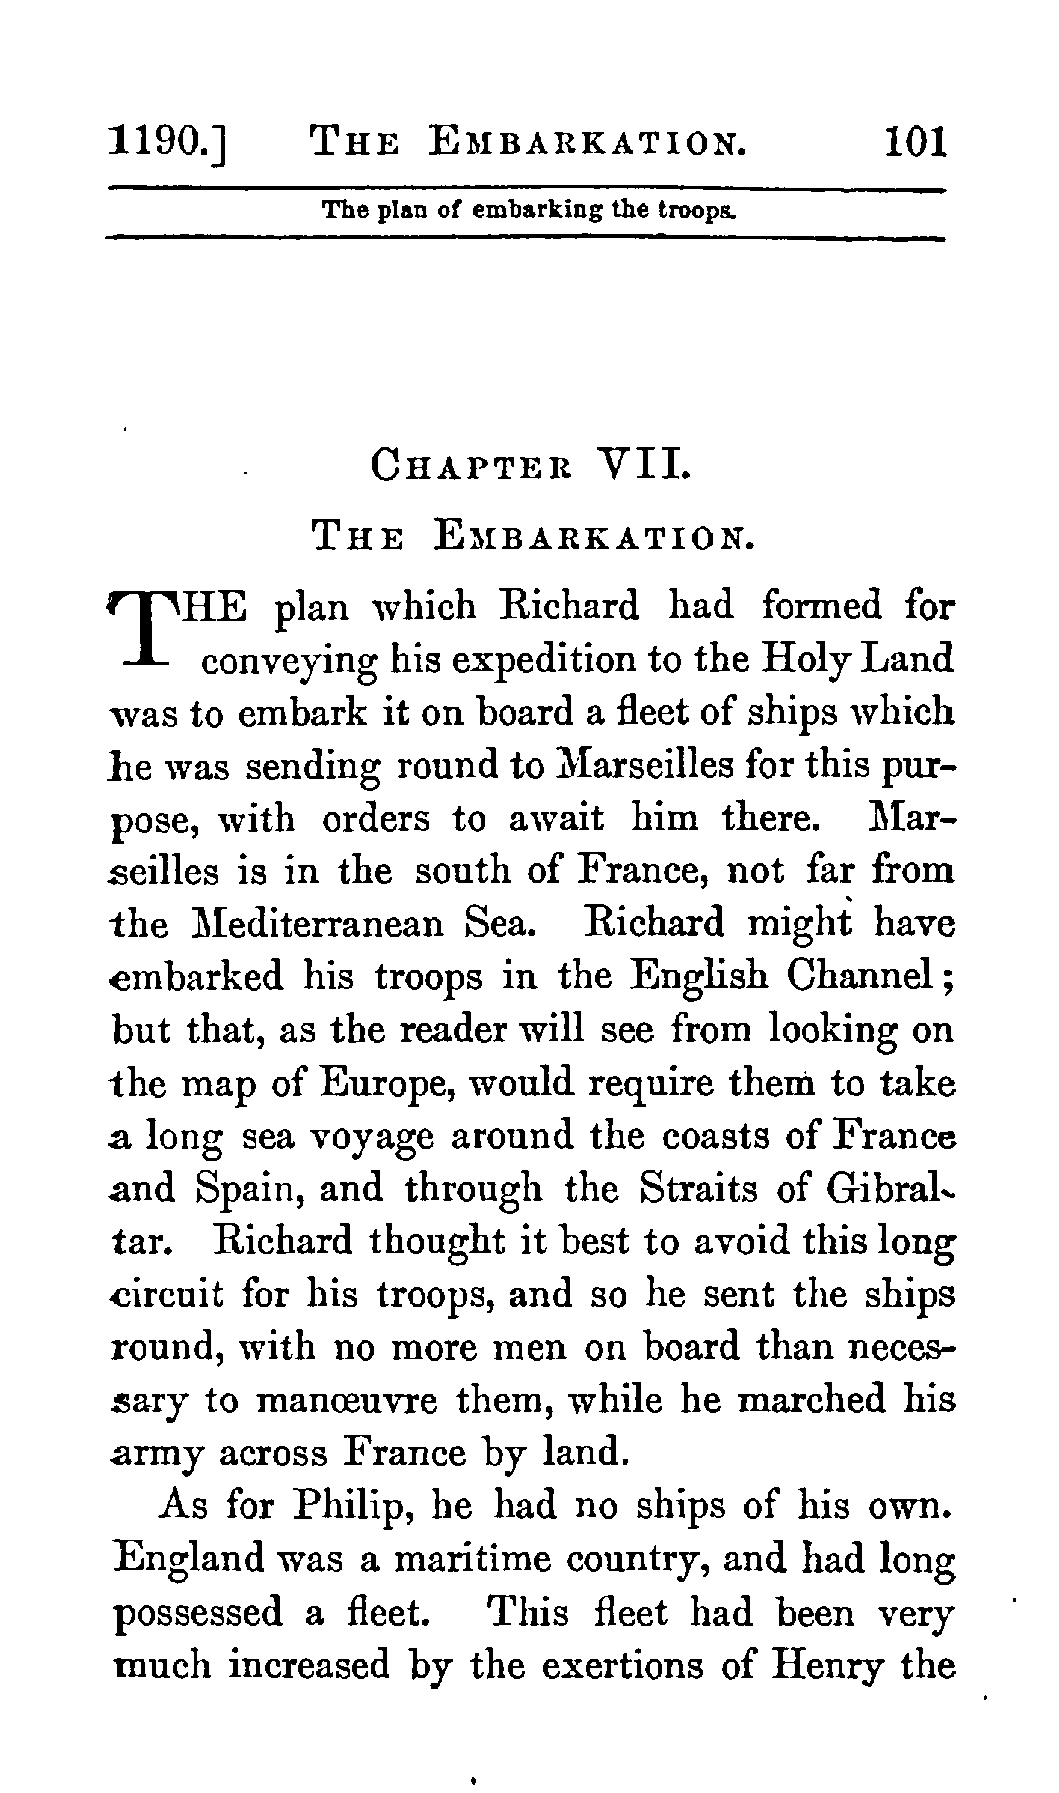 1190.] THE EMBARKATION. 101
The plan of embarking the troops.
CHAPTER VII.
THE EMBARKATION.
THE plan which Richard had formed for
conveying his expedition to the Holy Land
was to embark it on board a fleet of ships which
he was sending round to Marseilles for this pur-
pose, with orders to await him there. Mar-
seilles is in the south of France, not far from
the Mediterranean Sea. Richard might have
embarked his troops in the English Channel;
but that, as the reader will see from looking on
the map of Europe, would require them to take
a long sea voyage around the coasts of France
and Spain, and through the Straits of Gibral-
tar. Richard thought it best to avoid this long
circuit for his troops, and so he sent the ships
round, with no more men on board than neces-
sary to manœuvre them, while he marched his
army across France by land.
As for Philip, he had no ships of his own.
England was a maritime country, and had long
possessed a fleet. This fleet had been very
much increased by the exertions of Henry the